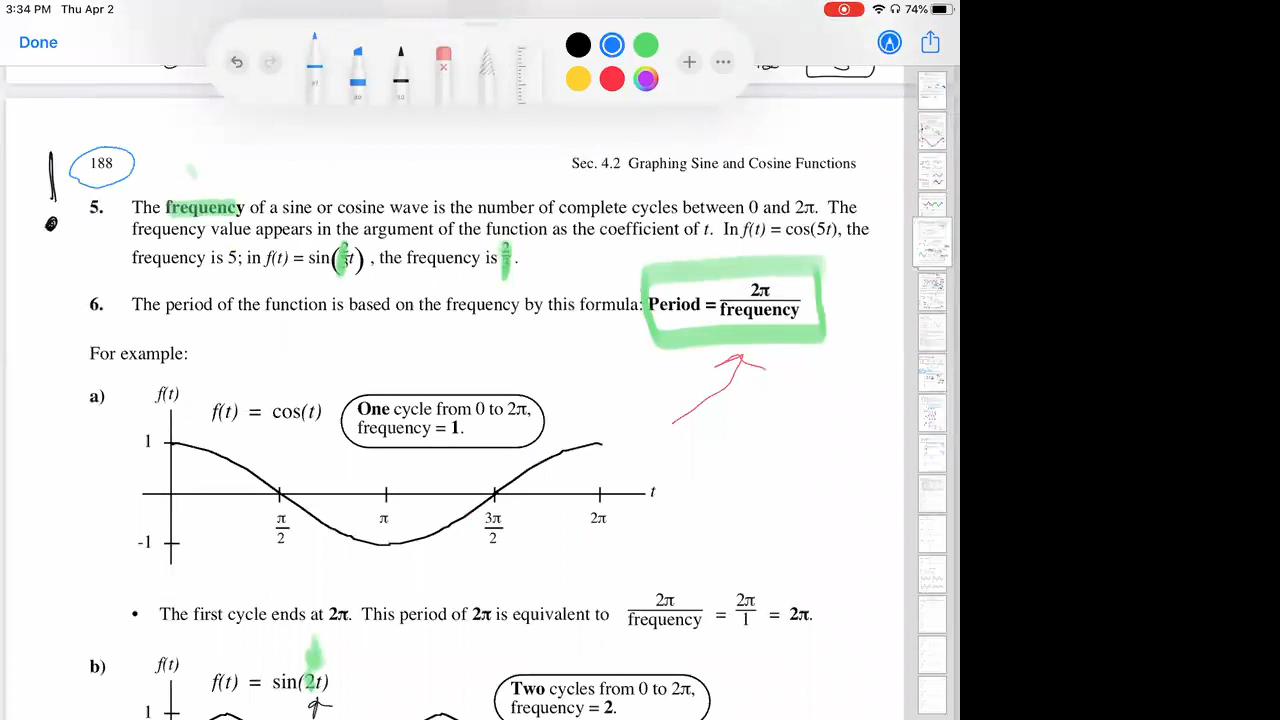 3:34 PM Thu Apr 2
74%
Done
188
Sec. 4.2 Graphing Sine and Cosine Functions
5. The frequency of a sine or cosine wave is the number of complete cycles between 0 and 2π. The
frequency value appears in the argument of the function as the coefficient of t. In f(t) = cos(5t), the
frequency is 5; in f(t) = sin(2/3 t), the frequency is 2/3
6. The period of the function is based on the frequency by this formula: Period = 2π/frequency
For example:
a) f(t)
f(t) = cos(t)
One cycle from 0 to 2π,
frequency = 1.
1
t
π/2 π 3π/2 2π
-1
• The first cycle ends at 2π. This period of 2π is equivalent to 2π/frequency = 2π/1 = 2π.
b) f(t)
f(t) = sin(2t)
Two cycles from 0 to 2π,
frequency = 2.
1